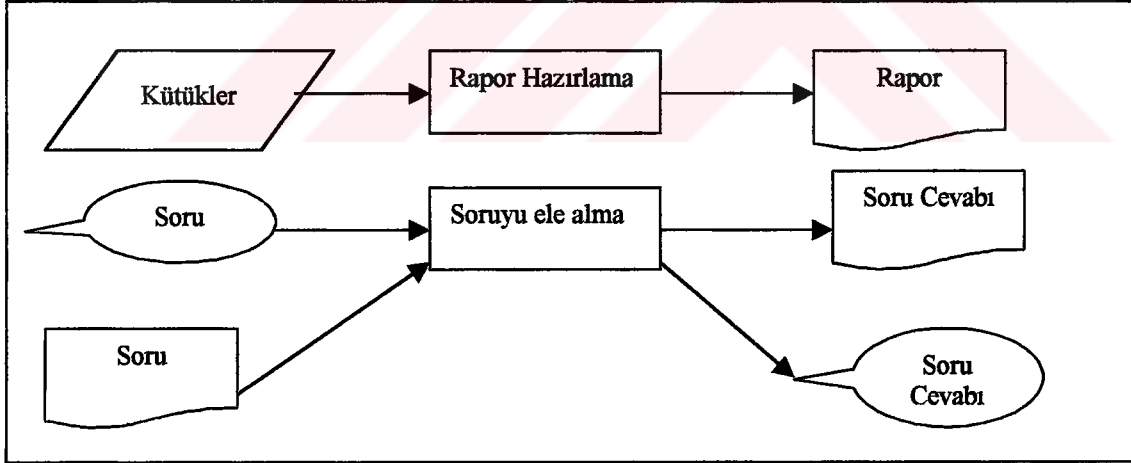 Kütükler
Rapor Hazırlama
Rapor
Soru
Soruyu ele alma
Soru Cevabı
Soru
Soru
Cevabı